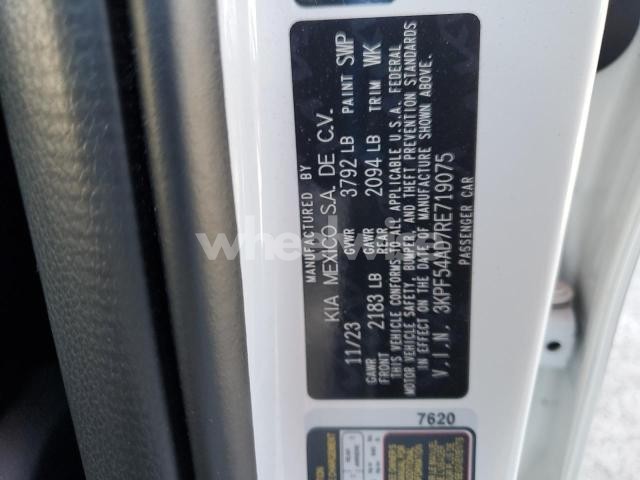 MANUFACTURED BY
KIA MEXICO S.A. DE C.V.
11/23 GVWR 3792 LB PAINT SWP
GAWR FRONT 2183 LB GAWR REAR 2094 LB TRIM WK
THIS VEHICLE CONFORMS TO ALL APPLICABLE U.S.A. FEDERAL
MOTOR VEHICLE SAFETY, BUMPER, AND THEFT PREVENTION STANDARDS
IN EFFECT ON THE DATE OF MANUFACTURE SHOWN ABOVE.
V.I.N. 3KPF54AD7RE719075
PASSENGER CAR
7620